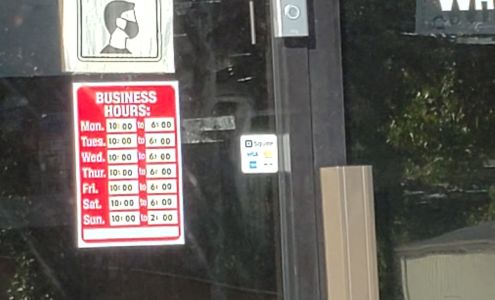 BUSINESS
HOURS:
Mon. 10:00 to 6:00
Tues. 10:00 to 6:00
Wed. 10:00 to 6:00
Thur. 10:00 to 6:00
Fri. 10:00 to 6:00
Sat. 10:00 to 6:00
Sun. 10:00 to 2:00
Square
VISA
WH